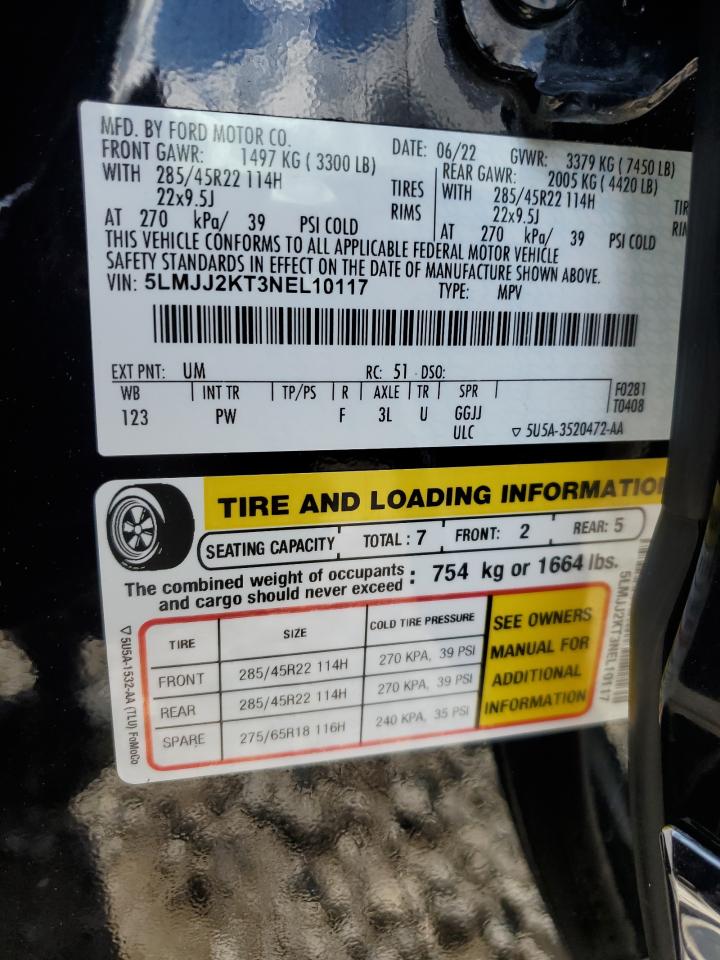 MFD. BY FORD MOTOR CO. DATE: 06/22 GVWR: 3379 KG (7450 LB)
FRONT GAWR: 1497 KG (3300 LB) REAR GAWR: 2005 KG (4420 LB)
WITH 285/45R22 114H TIRES WITH 285/45R22 114H TIR
22x9.5J RIMS 22x9.5J RI
AT 270 kPa/ 39 PSI COLD AT 270 kPa/ 39 PSI COLD
THIS VEHICLE CONFORMS TO ALL APPLICABLE FEDERAL MOTOR VEHICLE
SAFETY STANDARDS IN EFFECT ON THE DATE OF MANUFACTURE SHOWN ABOVE.
VIN: 5LMJJ2KT3NEL10117 TYPE: MPV
EXT PNT: UM RC: 51 DSO:
WB INT TR TP/PS R AXLE TR SPR F0281
123 PW F 3L U GGJJ T0408
ULC 5U5A-3520472-AA
TIRE AND LOADING INFORMATIO
SEATING CAPACITY TOTAL : 7 FRONT: 2 REAR: 5
The combined weight of occupants
and cargo should never exceed : 754 kg or 1664 lbs.
TIRE SIZE COLD TIRE PRESSURE
FRONT 285/45R22 114H 270 KPA, 39 PSI
REAR 285/45R22 114H 270 KPA, 39 PSI
SPARE 275/65R18 116H 240 KPA, 35 PSI
SEE OWNERS
MANUAL FOR
ADDITIONAL
INFORMATION
5U5A-1532-AA (TLU) FoMoCo
5LMJJ2KT3NEL10117